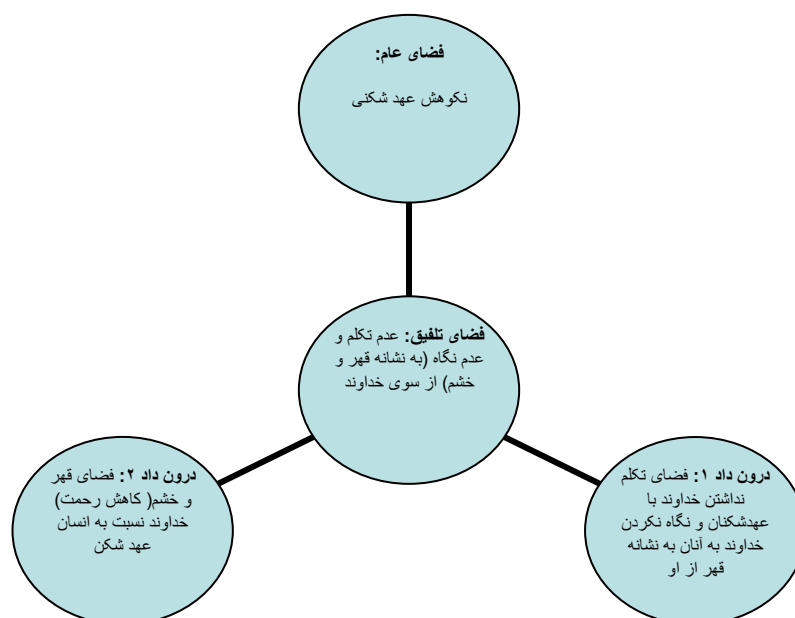 فضای عام:
نکوهش عهد شکنی
فضای تلفیق: عدم تکلم و
عدم نگاه (به نشانه قهر و
خشم) از سوی خداوند
درون داد ۱: فضای تکلم
نداشتن خداوند با
عهدشکنان و نگاه نکردن
خداوند به آنان به نشانه
قهر از او
درون داد ۲: فضای قهر
و خشم( کاهش رحمت)
خداوند نسبت به انسان
عهد شکن